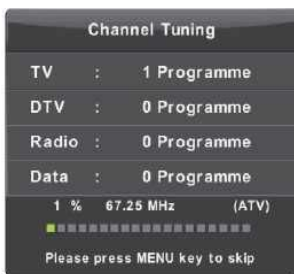 Channel Tuning
TV : 1 Programme
DTV : 0 Programme
Radio : 0 Programme
Data : 0 Programme
1 % 67.25 MHz (ATV)
Please press MENU key to skip